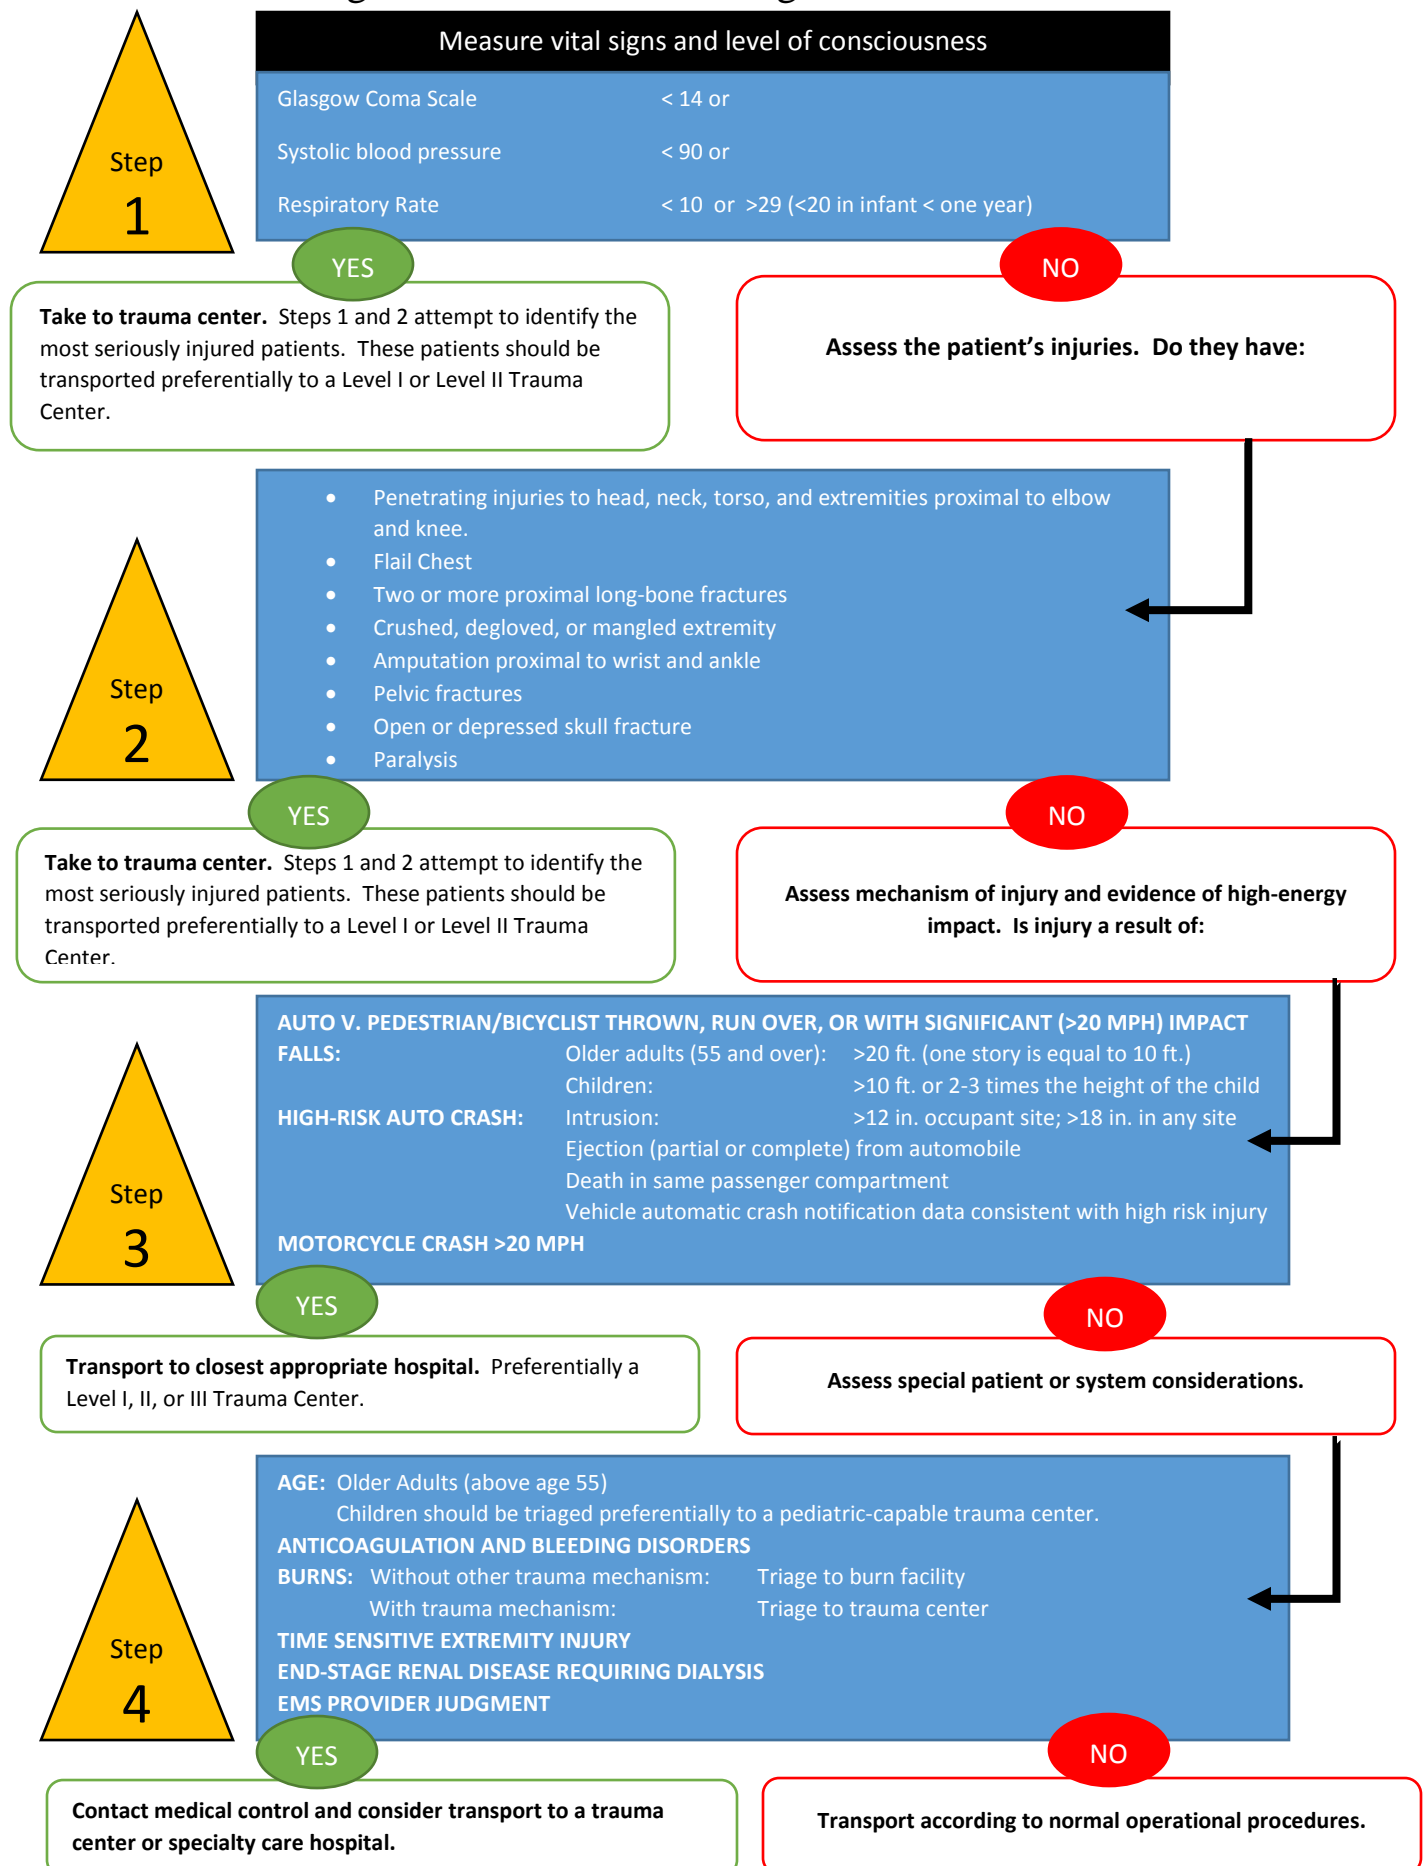 Measure vital signs and level of consciousness
Step
1
Glasgow Coma Scale < 14 or
Systolic blood pressure < 90 or
Respiratory Rate < 10 or >29 (<20 in infant < one year)
YES
NO
Take to trauma center. Steps 1 and 2 attempt to identify the
most seriously injured patients. These patients should be
transported preferentially to a Level I or Level II Trauma
Center.
Assess the patient’s injuries. Do they have:
Step
2
• Penetrating injuries to head, neck, torso, and extremities proximal to elbow
and knee.
• Flail Chest
• Two or more proximal long-bone fractures
• Crushed, degloved, or mangled extremity
• Amputation proximal to wrist and ankle
• Pelvic fractures
• Open or depressed skull fracture
• Paralysis
YES
NO
Take to trauma center. Steps 1 and 2 attempt to identify the
most seriously injured patients. These patients should be
transported preferentially to a Level I or Level II Trauma
Center.
Assess mechanism of injury and evidence of high-energy
impact. Is injury a result of:
Step
3
AUTO V. PEDESTRIAN/BICYCLIST THROWN, RUN OVER, OR WITH SIGNIFICANT (>20 MPH) IMPACT
FALLS: Older adults (55 and over): >20 ft. (one story is equal to 10 ft.)
Children: >10 ft. or 2-3 times the height of the child
HIGH-RISK AUTO CRASH: Intrusion: >12 in. occupant site; >18 in. in any site
Ejection (partial or complete) from automobile
Death in same passenger compartment
Vehicle automatic crash notification data consistent with high risk injury
MOTORCYCLE CRASH >20 MPH
YES
NO
Transport to closest appropriate hospital. Preferentially a
Level I, II, or III Trauma Center.
Assess special patient or system considerations.
Step
4
AGE: Older Adults (above age 55)
Children should be triaged preferentially to a pediatric-capable trauma center.
ANTICOAGULATION AND BLEEDING DISORDERS
BURNS: Without other trauma mechanism: Triage to burn facility
With trauma mechanism: Triage to trauma center
TIME SENSITIVE EXTREMITY INJURY
END-STAGE RENAL DISEASE REQUIRING DIALYSIS
EMS PROVIDER JUDGMENT
YES
NO
Contact medical control and consider transport to a trauma
center or specialty care hospital.
Transport according to normal operational procedures.